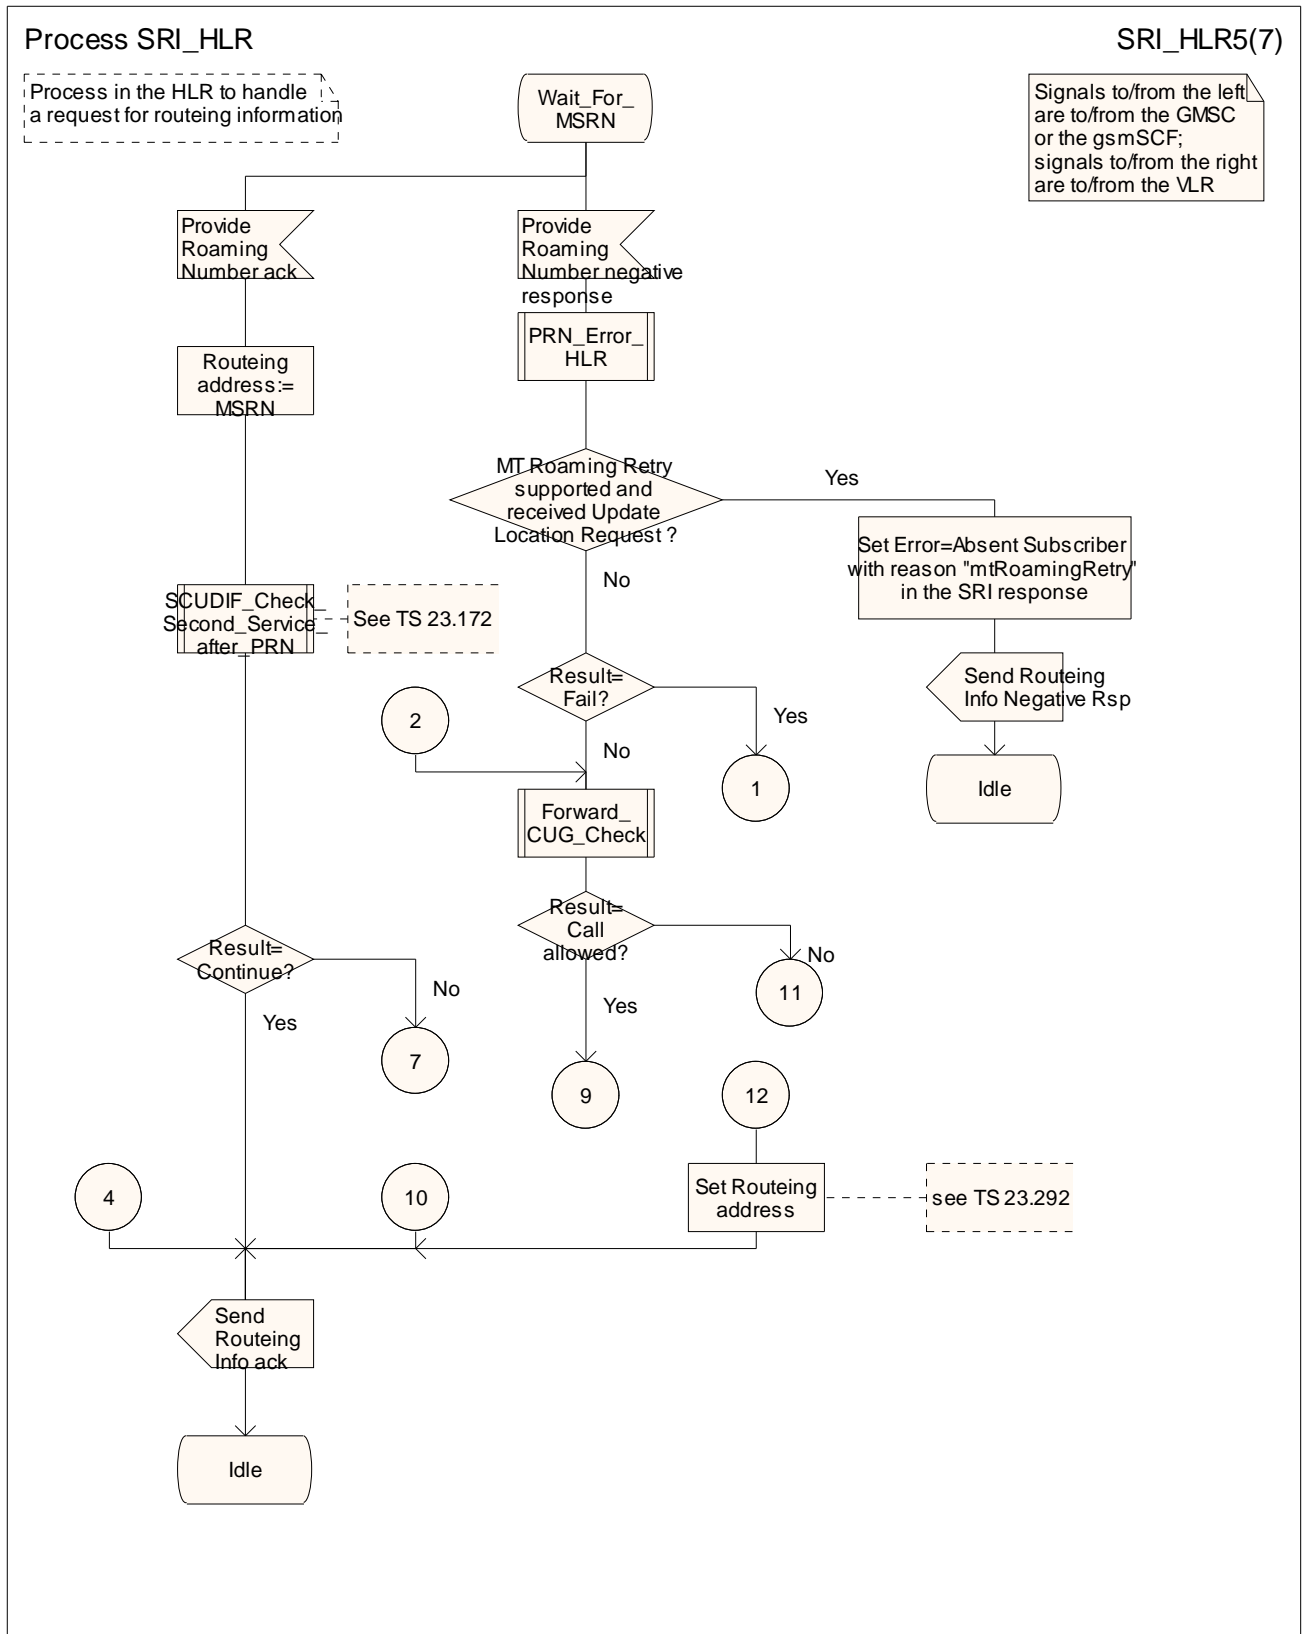 Process SRI_HLR
SRI_HLR5(7)
Process in the HLR to handle
a request for routeing information
Wait_For_
MSRN
Signals to/from the left
are to/from the GMSC
or the gsmSCF;
signals to/from the right
are to/from the VLR
Provide
Roaming
Number ack
Provide
Roaming
Number negative
response
PRN_Error_
HLR
Routeing
address:=
MSRN
MT Roaming Retry
supported and
received Update
Location Request ?
Yes
Set Error=Absent Subscriber
with reason "mtRoamingRetry"
in the SRI response
No
SCUDIF_Check_
Second_Service_
after_PRN
See TS 23.172
Result=
Fail?
Yes
Send Routeing
Info Negative Rsp
2
No
1
Idle
Forward_
CUG_Check
Result=
Call
allowed?
No
11
Result=
Continue?
No
Yes
Yes
7
9
12
4
10
Set Routeing
address
see TS 23.292
Send
Routeing
Info ack
Idle